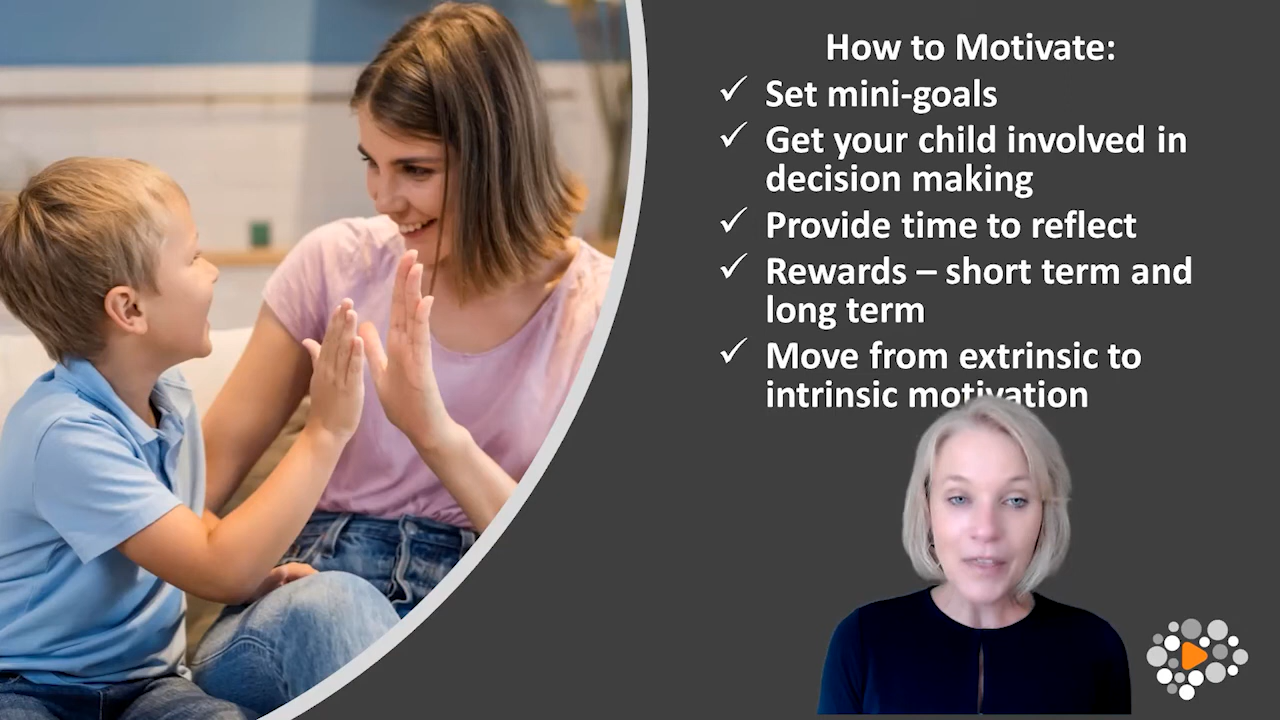 How to Motivate:
✓ Set mini-goals
✓ Get your child involved in
decision making
✓ Provide time to reflect
✓ Rewards – short term and
long term
✓ Move from extrinsic to
intrinsic motivation